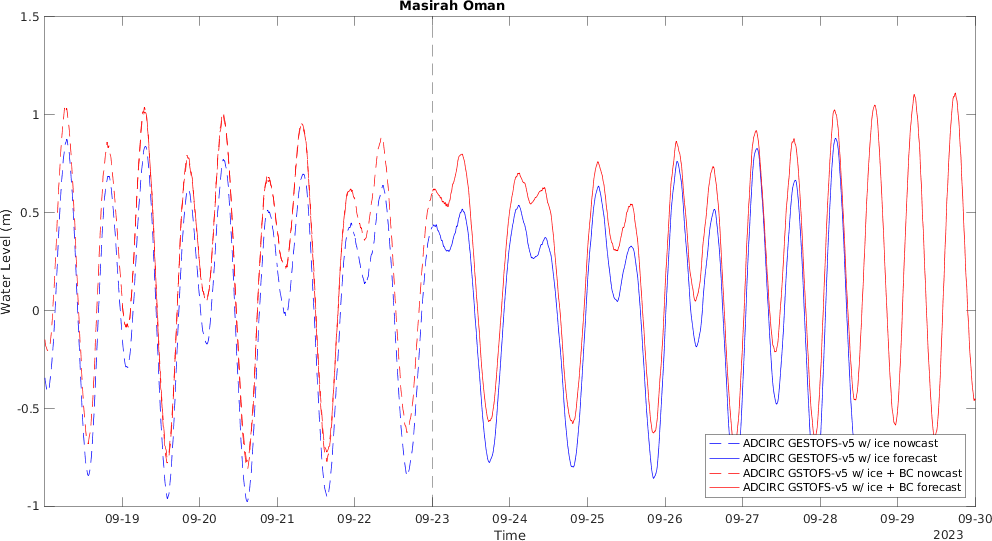 Masirah Oman
1.5
1
0.5
0
-0.5
-1
Water Level (m)
ADCIRC GESTOFS-v5 w/ ice nowcast
ADCIRC GESTOFS-v5 w/ ice forecast
ADCIRC GSTOFS-v5 w/ ice + BC nowcast
ADCIRC GSTOFS-v5 w/ ice + BC forecast
09-19 09-20 09-21 09-22 09-23 09-24 09-25 09-26 09-27 09-28 09-29 09-30
Time
2023